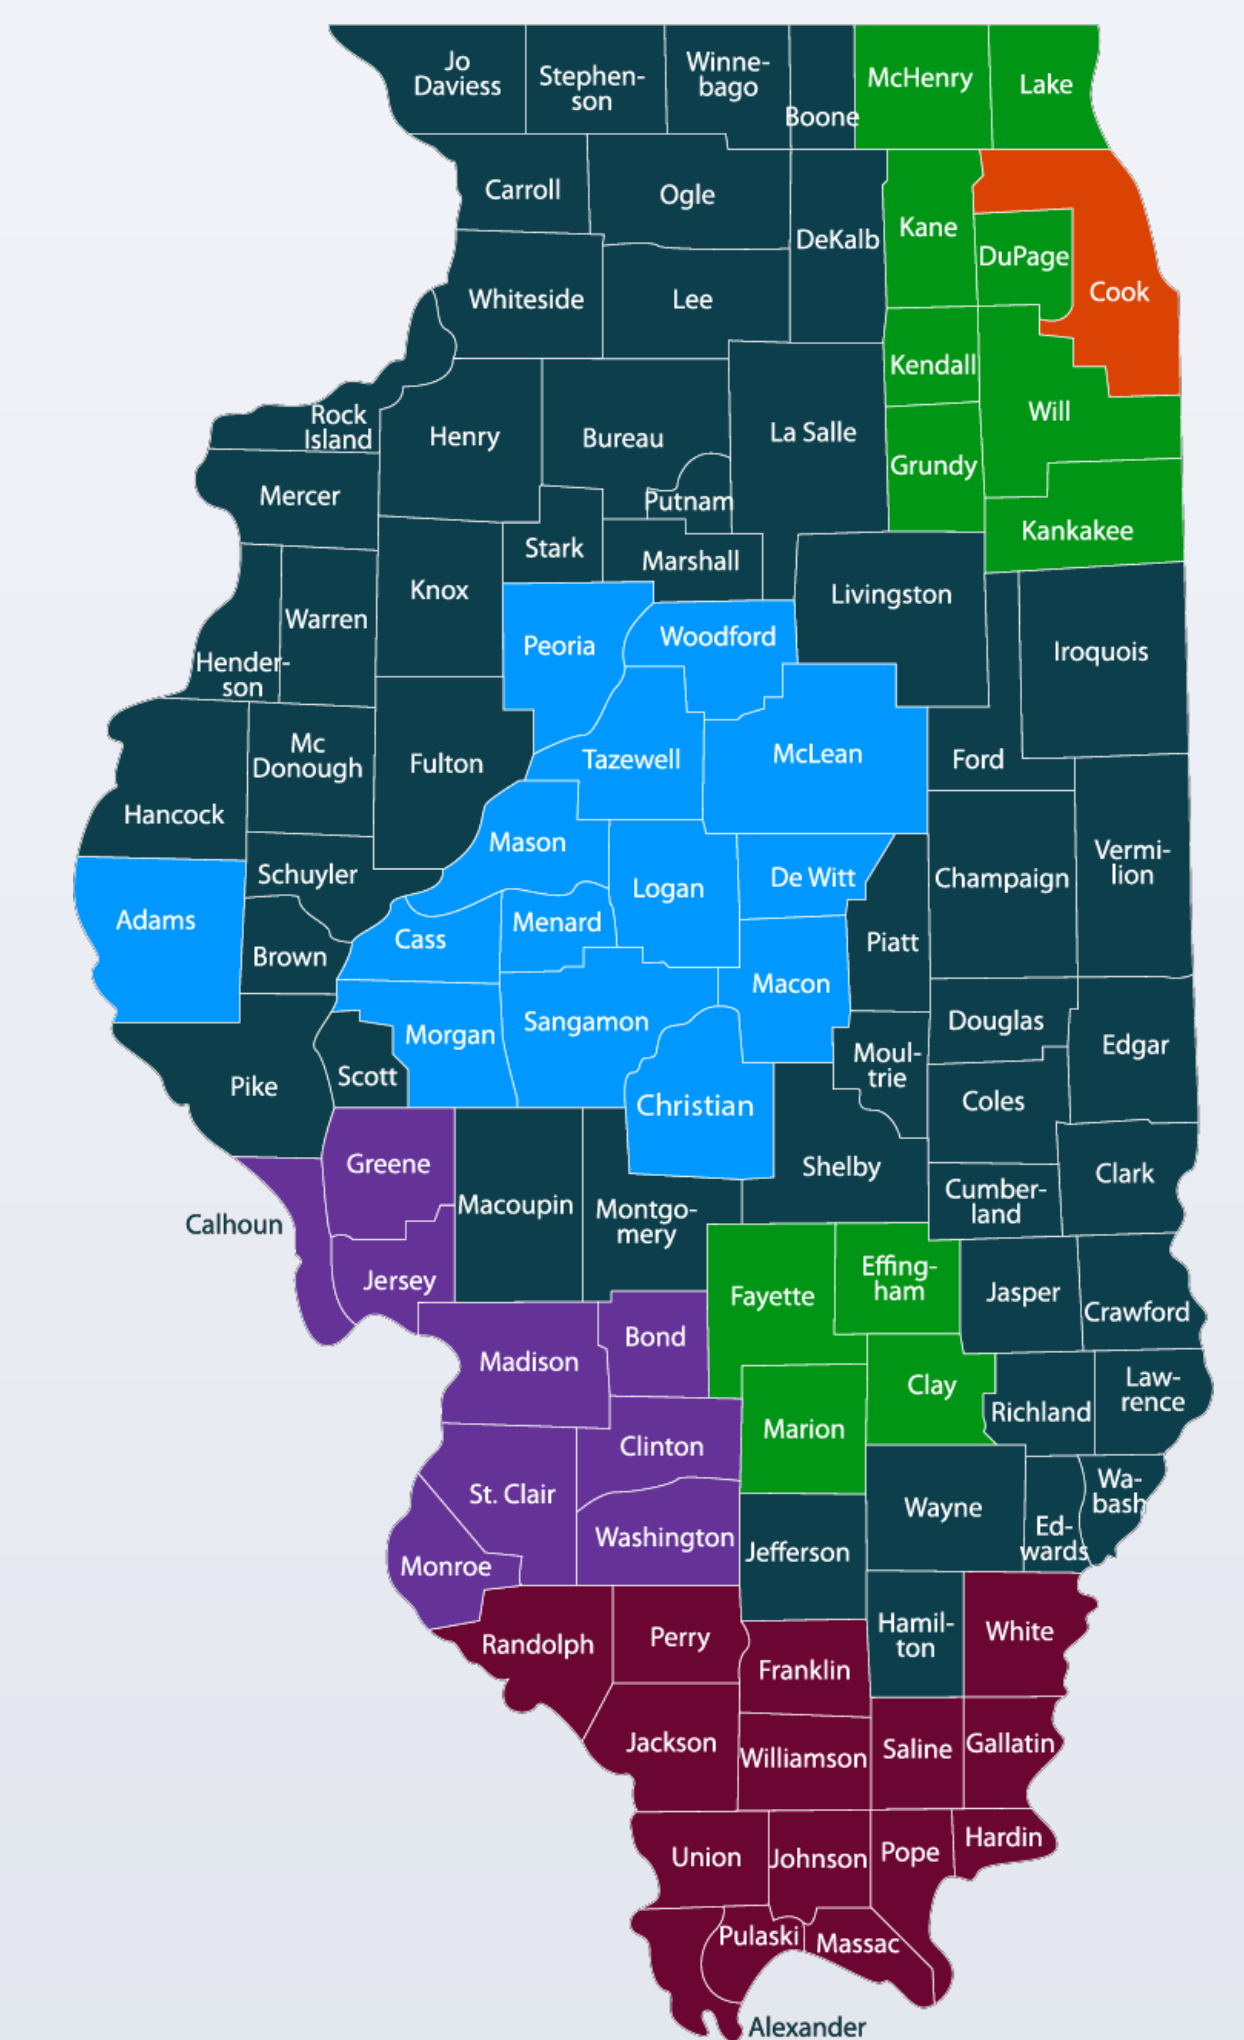 Jo
Daviess
Stephen-
son
Winne-
bago
Boone
McHenry
Lake
Carroll
Ogle
DeKalb
Kane
DuPage
Cook
Whiteside
Lee
Kendall
Will
Rock
Island
Henry
Bureau
La Salle
Grundy
Mercer
Putnam
Kankakee
Stark
Marshall
Knox
Livingston
Warren
Peoria
Woodford
Iroquois
Hender-
son
Mc
Donough
Fulton
Tazewell
McLean
Ford
Hancock
Mason
Schuyler
Logan
De Witt
Champaign
Vermi-
lion
Adams
Cass
Menard
Piatt
Brown
Macon
Morgan
Sangamon
Douglas
Edgar
Pike
Scott
Moul-
trie
Coles
Christian
Greene
Shelby
Clark
Macoupin
Montgo-
mery
Cumber-
land
Calhoun
Jersey
Fayette
Effing-
ham
Jasper
Crawford
Madison
Bond
Clay
Richland
Law-
rence
Marion
Clinton
St. Clair
Wayne
Wa-
bash
Ed-
wards
Washington
Jefferson
Monroe
Randolph
Perry
Hamil-
ton
White
Franklin
Jackson
Williamson
Saline
Gallatin
Union
Johnson
Pope
Hardin
Pulaski
Massac
Alexander